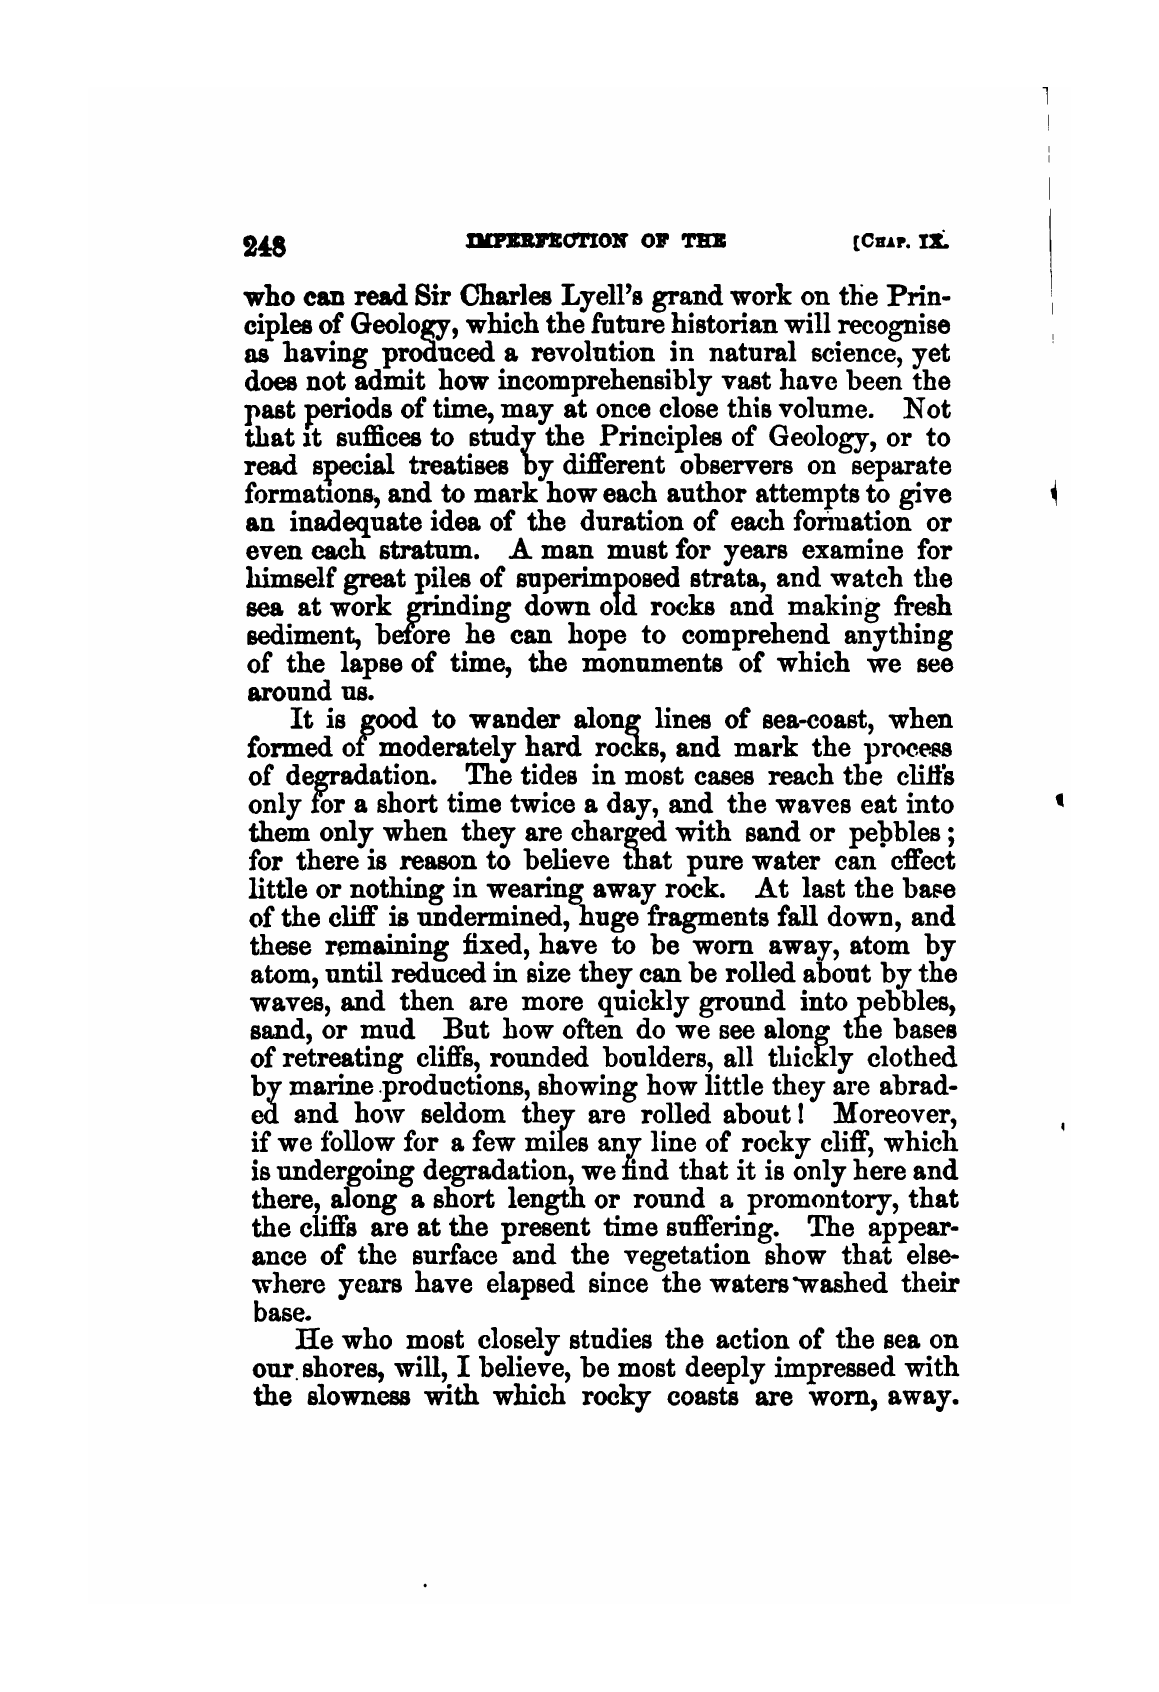 248 IMPERFECTION OF THE [CHAP. IX.
who can read Sir Charles Lyell's grand work on the Prin-
ciples of Geology, which the future historian will recognise
as having produced a revolution in natural science, yet
does not admit how incomprehensibly vast have been the
past periods of time, may at once close this volume. Not
that it suffices to study the Principles of Geology, or to
read special treatises by different observers on separate
formations, and to mark how each author attempts to give
an inadequate idea of the duration of each formation or
even each stratum. A man must for years examine for
himself great piles of superimposed strata, and watch the
sea at work grinding down old rocks and making fresh
sediment, before he can hope to comprehend anything
of the lapse of time, the monuments of which we see
around us.
It is good to wander along lines of sea-coast, when
formed of moderately hard rocks, and mark the process
of degradation. The tides in most cases reach the cliffs
only for a short time twice a day, and the waves eat into
them only when they are charged with sand or pebbles;
for there is reason to believe that pure water can effect
little or nothing in wearing away rock. At last the base
of the cliff is undermined, huge fragments fall down, and
these remaining fixed, have to be worn away, atom by
atom, until reduced in size they can be rolled about by the
waves, and then are more quickly ground into pebbles,
sand, or mud But how often do we see along the bases
of retreating cliffs, rounded boulders, all thickly clothed
by marine productions, showing how little they are abrad-
ed and how seldom they are rolled about! Moreover,
if we follow for a few miles any line of rocky cliff, which
is undergoing degradation, we find that it is only here and
there, along a short length or round a promontory, that
the cliffs are at the present time suffering. The appear-
ance of the surface and the vegetation show that else-
where years have elapsed since the waters washed their
base.
He who most closely studies the action of the sea on
our shores, will, I believe, be most deeply impressed with
the slowness with which rocky coasts are worn, away.